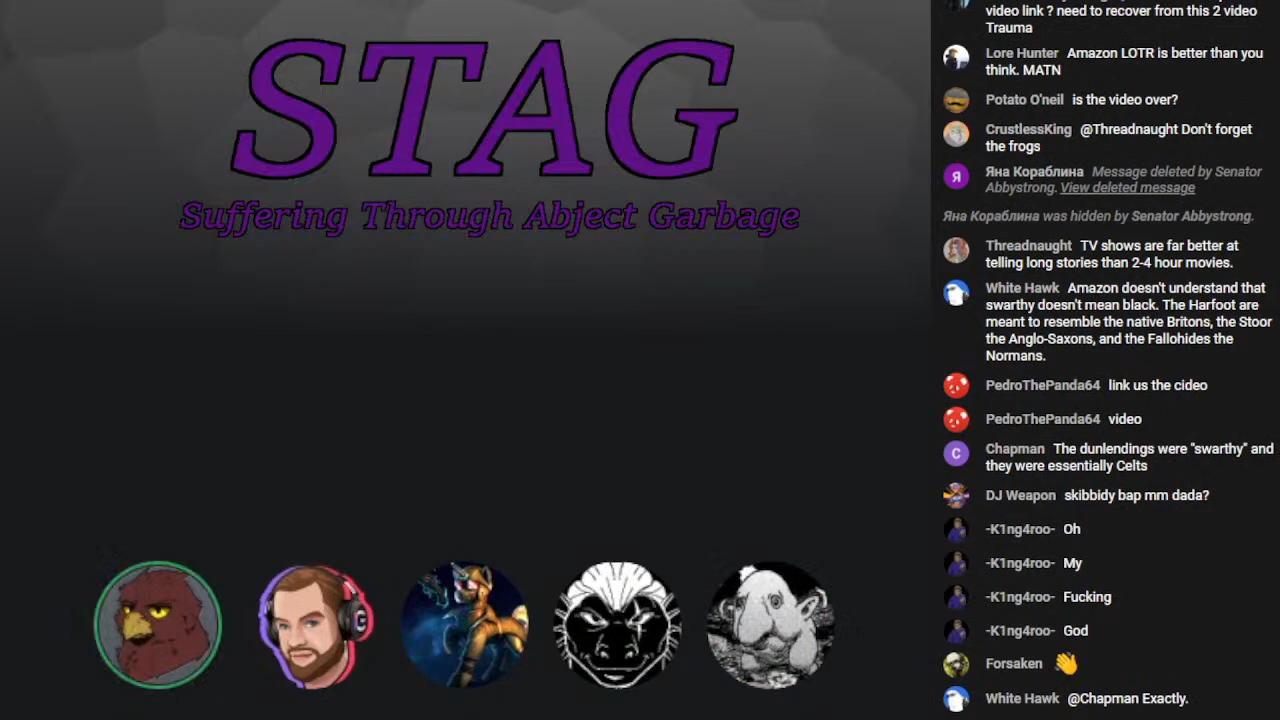 STAG
Suffering Through Abject Garbage
video link ? need to recover from this 2 video
Trauma
Lore Hunter Amazon LOTR is better than you
think. MATN
Potato O'neil is the video over?
CrustlessKing @Threadnaught Don't forget
the frogs
Я Яна Кораблина Message deleted by Senator
Abbystrong. View deleted message
Яна Кораблина was hidden by Senator Abbystrong.
Threadnaught TV shows are far better at
telling long stories than 2-4 hour movies.
White Hawk Amazon doesn't understand that
swarthy doesn't mean black. The Harfoot are
meant to resemble the native Britons, the Stoor
the Anglo-Saxons, and the Fallohides the
Normans.
PedroThePanda64 link us the cideo
PedroThePanda64 video
C Chapman The dunlendings were "swarthy" and
they were essentially Celts
DJ Weapon skibbidy bap mm dada?
-K1ng4roo- Oh
-K1ng4roo- My
-K1ng4roo- Fucking
-K1ng4roo- God
Forsaken 👋
White Hawk @Chapman Exactly.